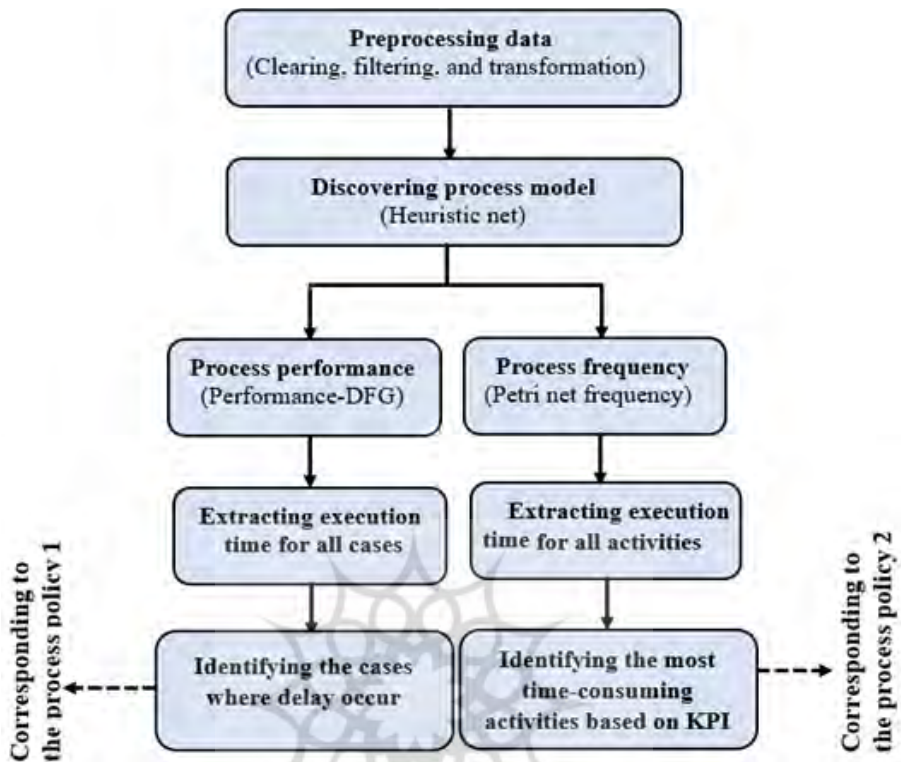 Preprocessing data
(Clearing, filtering, and transformation)
Discovering process model
(Heuristic net)
Process performance
(Performance-DFG)
Process frequency
(Petri net frequency)
Extracting execution
time for all cases
Extracting execution
time for all activities
Corresponding to
the process policy 1
Identifying the cases
where delay occur
Identifying the most
time-consuming
activities based on KPI
Corresponding to
the process policy 2